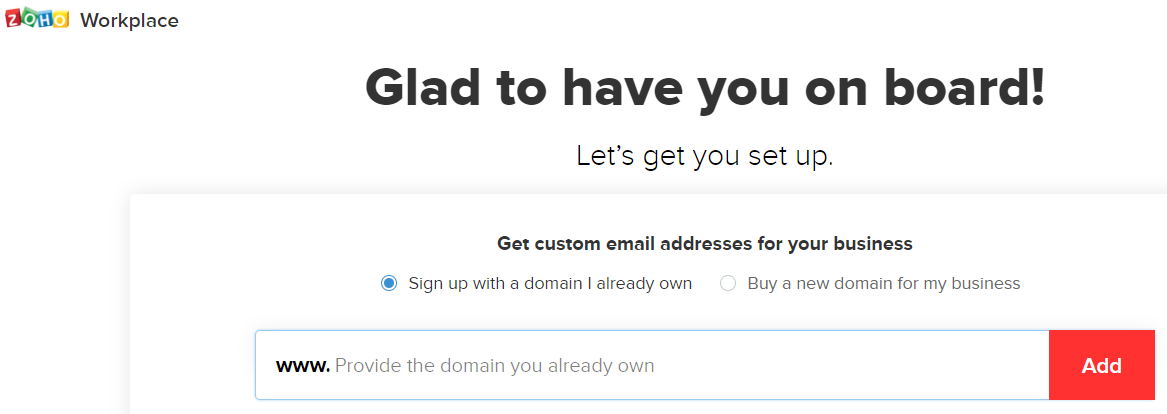 ZOHO Workplace
Glad to have you on board!
Let's get you set up.
Get custom email addresses for your business
Sign up with a domain I already own Buy a new domain for my business
www. Provide the domain you already own Add